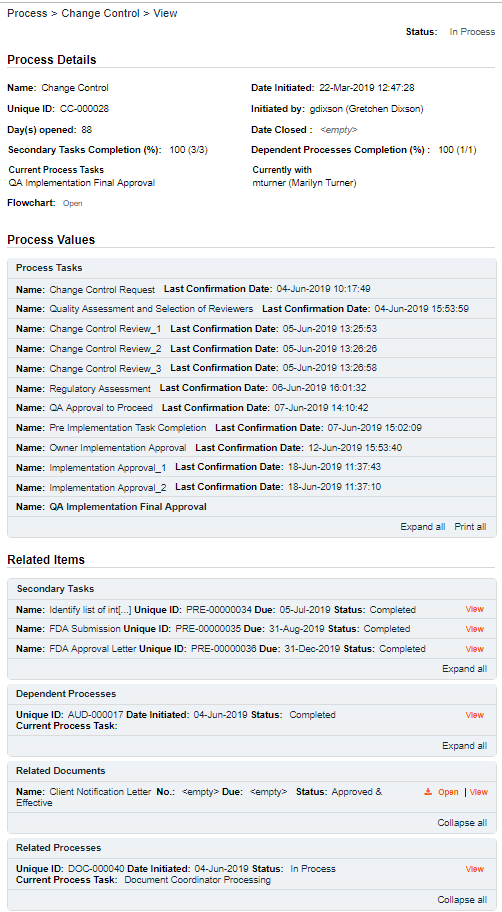 Process > Change Control > View
Status: In Process
Process Details
Name: Change Control Date Initiated: 22-Mar-2019 12:47:28
Unique ID: CC-000028 Initiated by: gdixson (Gretchen Dixson)
Day(s) opened: 88 Date Closed : <empty>
Secondary Tasks Completion (%): 100 (3/3) Dependent Processes Completion (%) : 100 (1/1)
Current Process Tasks Currently with
QA Implementation Final Approval mturner (Marilyn Turner)
Flowchart: Open
Process Values
Process Tasks
Name: Change Control Request Last Confirmation Date: 04-Jun-2019 10:17:49
Name: Quality Assessment and Selection of Reviewers Last Confirmation Date: 04-Jun-2019 15:53:59
Name: Change Control Review_1 Last Confirmation Date: 05-Jun-2019 13:25:53
Name: Change Control Review_2 Last Confirmation Date: 05-Jun-2019 13:26:26
Name: Change Control Review_3 Last Confirmation Date: 05-Jun-2019 13:26:58
Name: Regulatory Assessment Last Confirmation Date: 06-Jun-2019 16:01:32
Name: QA Approval to Proceed Last Confirmation Date: 07-Jun-2019 14:10:42
Name: Pre Implementation Task Completion Last Confirmation Date: 07-Jun-2019 15:02:09
Name: Owner Implementation Approval Last Confirmation Date: 12-Jun-2019 15:53:40
Name: Implementation Approval_1 Last Confirmation Date: 18-Jun-2019 11:37:43
Name: Implementation Approval_2 Last Confirmation Date: 18-Jun-2019 11:37:10
Name: QA Implementation Final Approval
Expand all Print all
Related Items
Secondary Tasks
Name: Identify list of int[...] Unique ID: PRE-00000034 Due: 05-Jul-2019 Status: Completed View
Name: FDA Submission Unique ID: PRE-00000035 Due: 31-Aug-2019 Status: Completed View
Name: FDA Approval Letter Unique ID: PRE-00000036 Due: 31-Dec-2019 Status: Completed View
Expand all
Dependent Processes
Unique ID: AUD-000017 Date Initiated: 04-Jun-2019 Status: Completed View
Current Process Task:
Expand all
Related Documents
Name: Client Notification Letter No.: <empty> Due: <empty> Status: Approved & Open | View
Effective
Collapse all
Related Processes
Unique ID: DOC-000040 Date Initiated: 04-Jun-2019 Status: In Process View
Current Process Task: Document Coordinator Processing
Collapse all